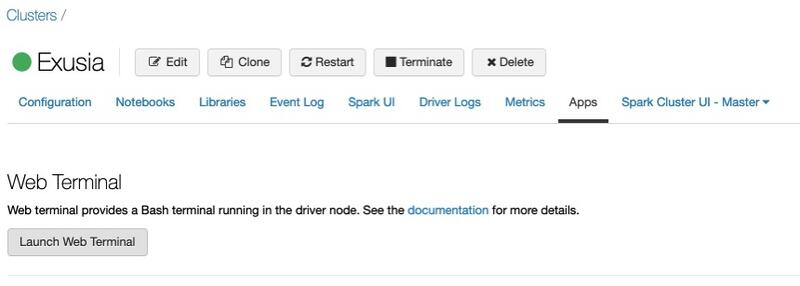 Clusters /
Exusia Edit Clone Restart Terminate Delete
Configuration Notebooks Libraries Event Log Spark UI Driver Logs Metrics Apps Spark Cluster UI - Master
Web Terminal
Web terminal provides a Bash terminal running in the driver node. See the documentation for more details.
Launch Web Terminal